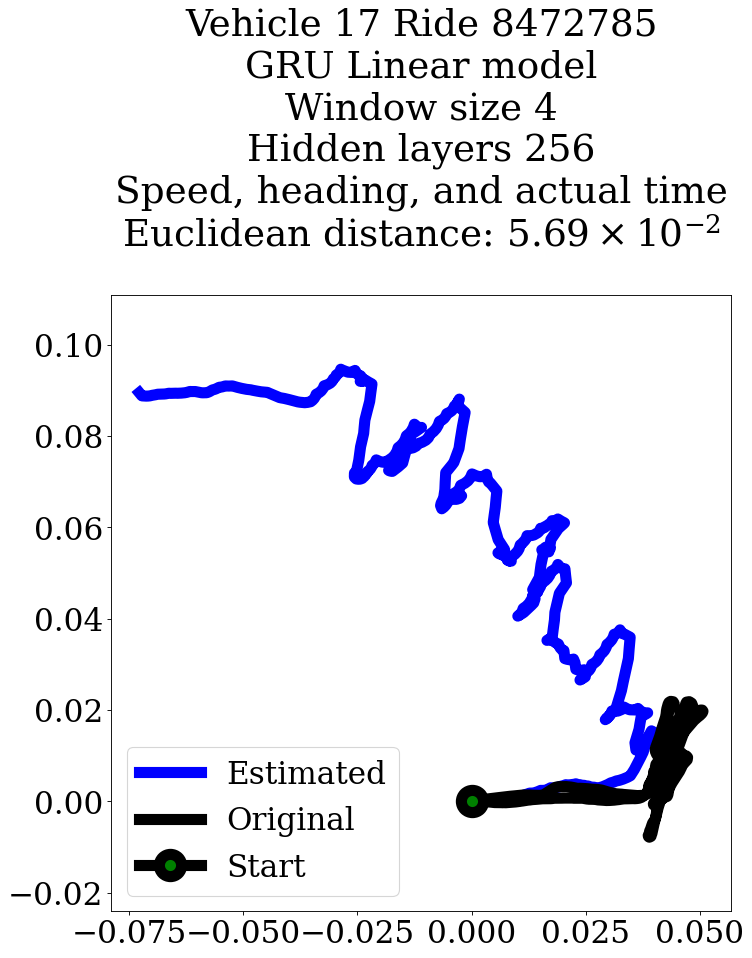 Vehicle 17 Ride 8472785
GRU Linear model
Window size 4
Hidden layers 256
Speed, heading, and actual time
Euclidean distance: 5.69 × 10⁻²
0.10
0.08
0.06
0.04
0.02
0.00
−0.02
Estimated
Original
Start
−0.075 −0.050 −0.025 0.000 0.025 0.050